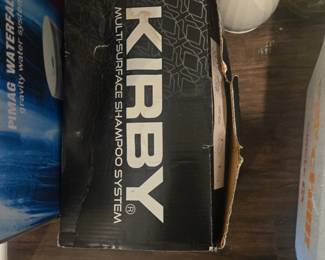 PIMAG WATERFALL
gravity water system
KIRBY®
MULTI-SURFACE SHAMPOO SYSTEM